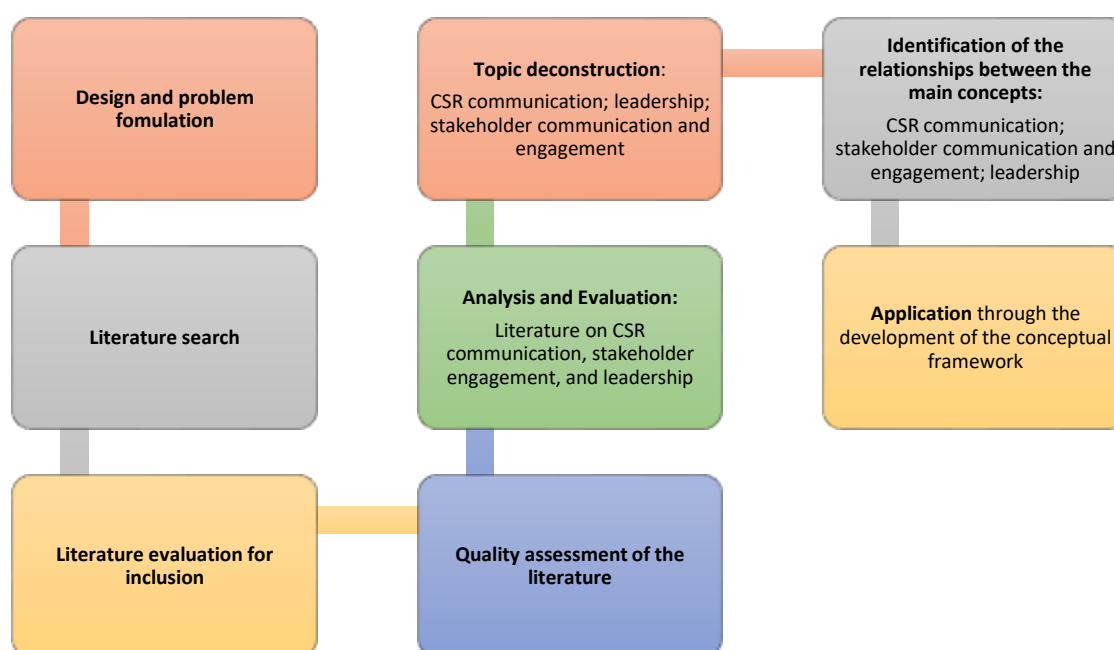 Design and problem
fomulation
Literature search
Literature evaluation for
inclusion
Quality assessment of the
literature
Analysis and Evaluation:
Literature on CSR
communication, stakeholder
engagement, and leadership
Topic deconstruction:
CSR communication; leadership;
stakeholder communication and
engagement
Identification of the
relationships between the
main concepts:
CSR communication;
stakeholder communication and
engagement; leadership
Application through the
development of the conceptual
framework